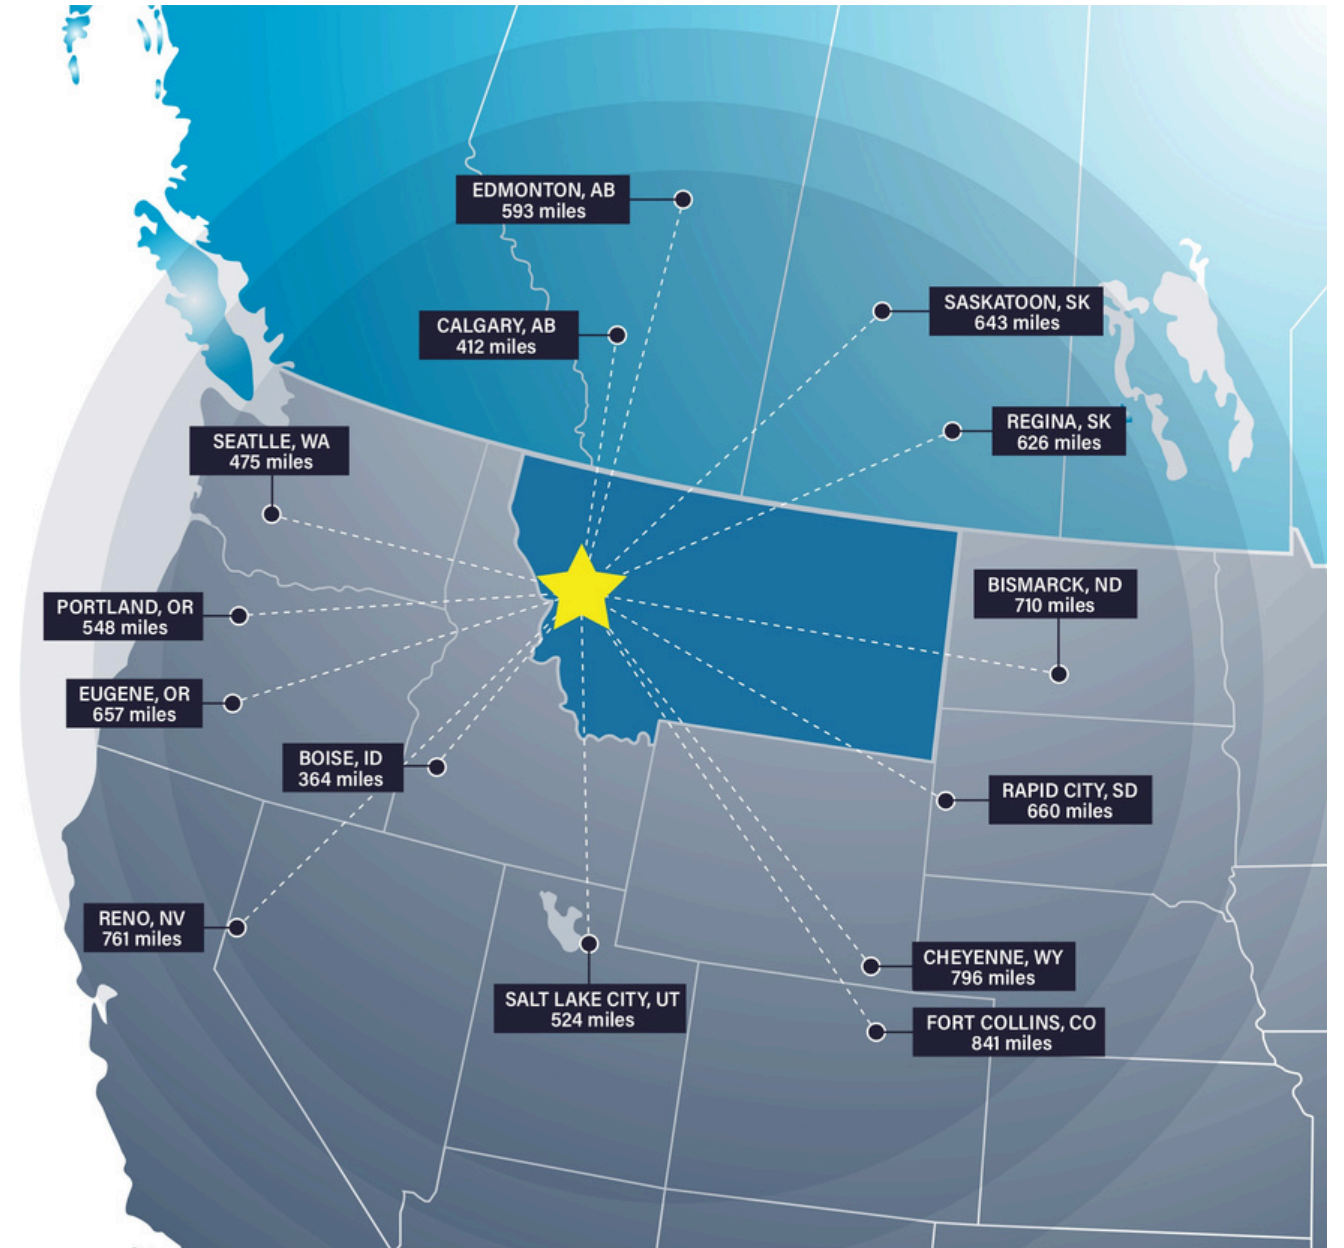 EDMONTON, AB
593 miles
SASKATOON, SK
643 miles
CALGARY, AB
412 miles
REGINA, SK
626 miles
SEATLLE, WA
475 miles
BISMARCK, ND
710 miles
PORTLAND, OR
548 miles
EUGENE, OR
657 miles
BOISE, ID
364 miles
RAPID CITY, SD
660 miles
RENO, NV
761 miles
CHEYENNE, WY
796 miles
SALT LAKE CITY, UT
524 miles
FORT COLLINS, CO
841 miles